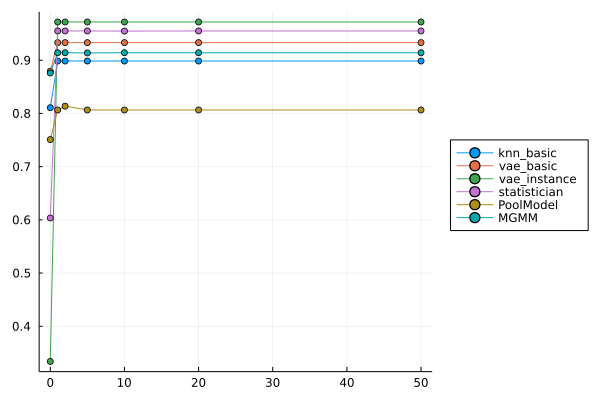 0.9
0.8
0.7
0.6
0.5
0.4
0 10 20 30 40 50
knn_basic
vae_basic
vae_instance
statistician
PoolModel
MGMM